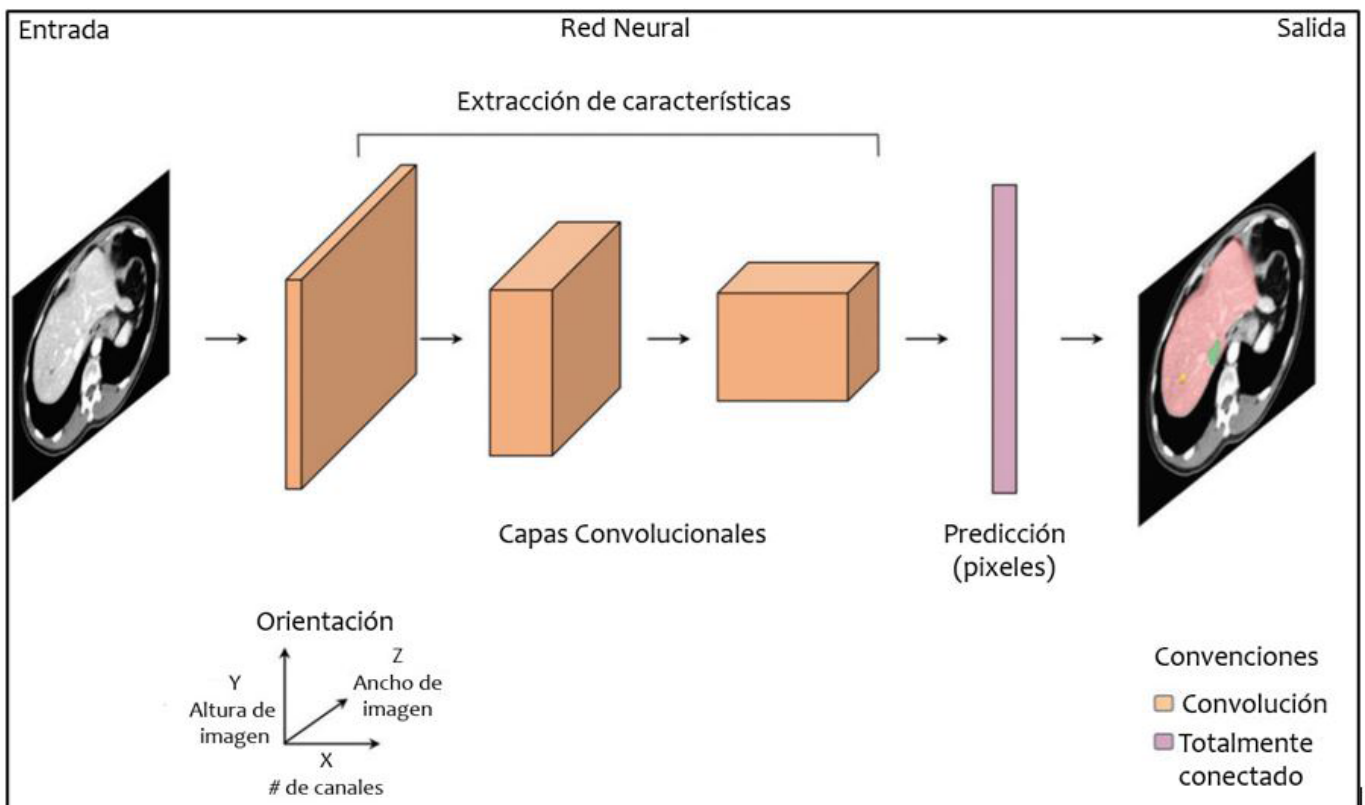 Entrada
Red Neural
Salida
Extracción de características
Capas Convolucionales
Predicción
(pixeles)
Orientación
Y
Altura de
imagen
Z
Ancho de
imagen
X
# de canales
Convenciones
Convolución
Totalmente
conectado